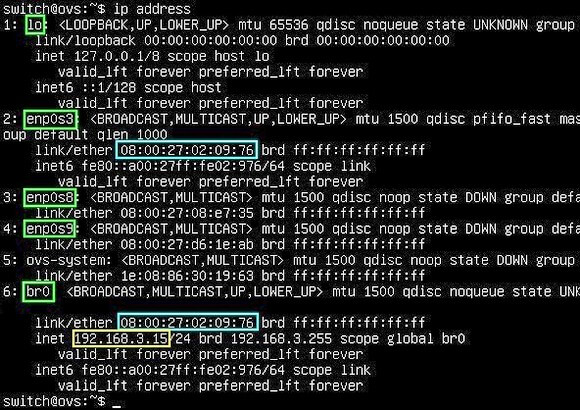 switch@ovs:~$ ip address
1: lo: <LOOPBACK,UP,LOWER_UP> mtu 65536 qdisc noqueue state UNKNOWN group
link/loopback 00:00:00:00:00:00 brd 00:00:00:00:00:00
inet 127.0.0.1/8 scope host lo
valid_lft forever preferred_lft forever
inet6 ::1/128 scope host
valid_lft forever preferred_lft forever
2: enp0s3: <BROADCAST,MULTICAST,UP,LOWER_UP> mtu 1500 qdisc pfifo_fast mas
oup default qlen 1000
link/ether 08:00:27:02:09:76 brd ff:ff:ff:ff:ff:ff
inet6 fe80::a00:27ff:fe02:976/64 scope link
valid_lft forever preferred_lft forever
3: enp0s8: <BROADCAST,MULTICAST> mtu 1500 qdisc noop state DOWN group defa
link/ether 08:00:27:08:e7:35 brd ff:ff:ff:ff:ff:ff
4: enp0s9: <BROADCAST,MULTICAST> mtu 1500 qdisc noop state DOWN group defa
link/ether 08:00:27:d6:1e:ab brd ff:ff:ff:ff:ff:ff
5: ovs-system: <BROADCAST,MULTICAST> mtu 1500 qdisc noop state DOWN group
link/ether 1e:08:86:30:19:63 brd ff:ff:ff:ff:ff:ff
6: br0 <BROADCAST,MULTICAST,UP,LOWER_UP> mtu 1500 qdisc noqueue state UNK
link/ether 08:00:27:02:09:76 brd ff:ff:ff:ff:ff:ff
inet 192.168.3.15/24 brd 192.168.3.255 scope global br0
valid_lft forever preferred_lft forever
inet6 fe80::a00:27ff:fe02:976/64 scope link
valid_lft forever preferred_lft forever
switch@ovs:~$ _